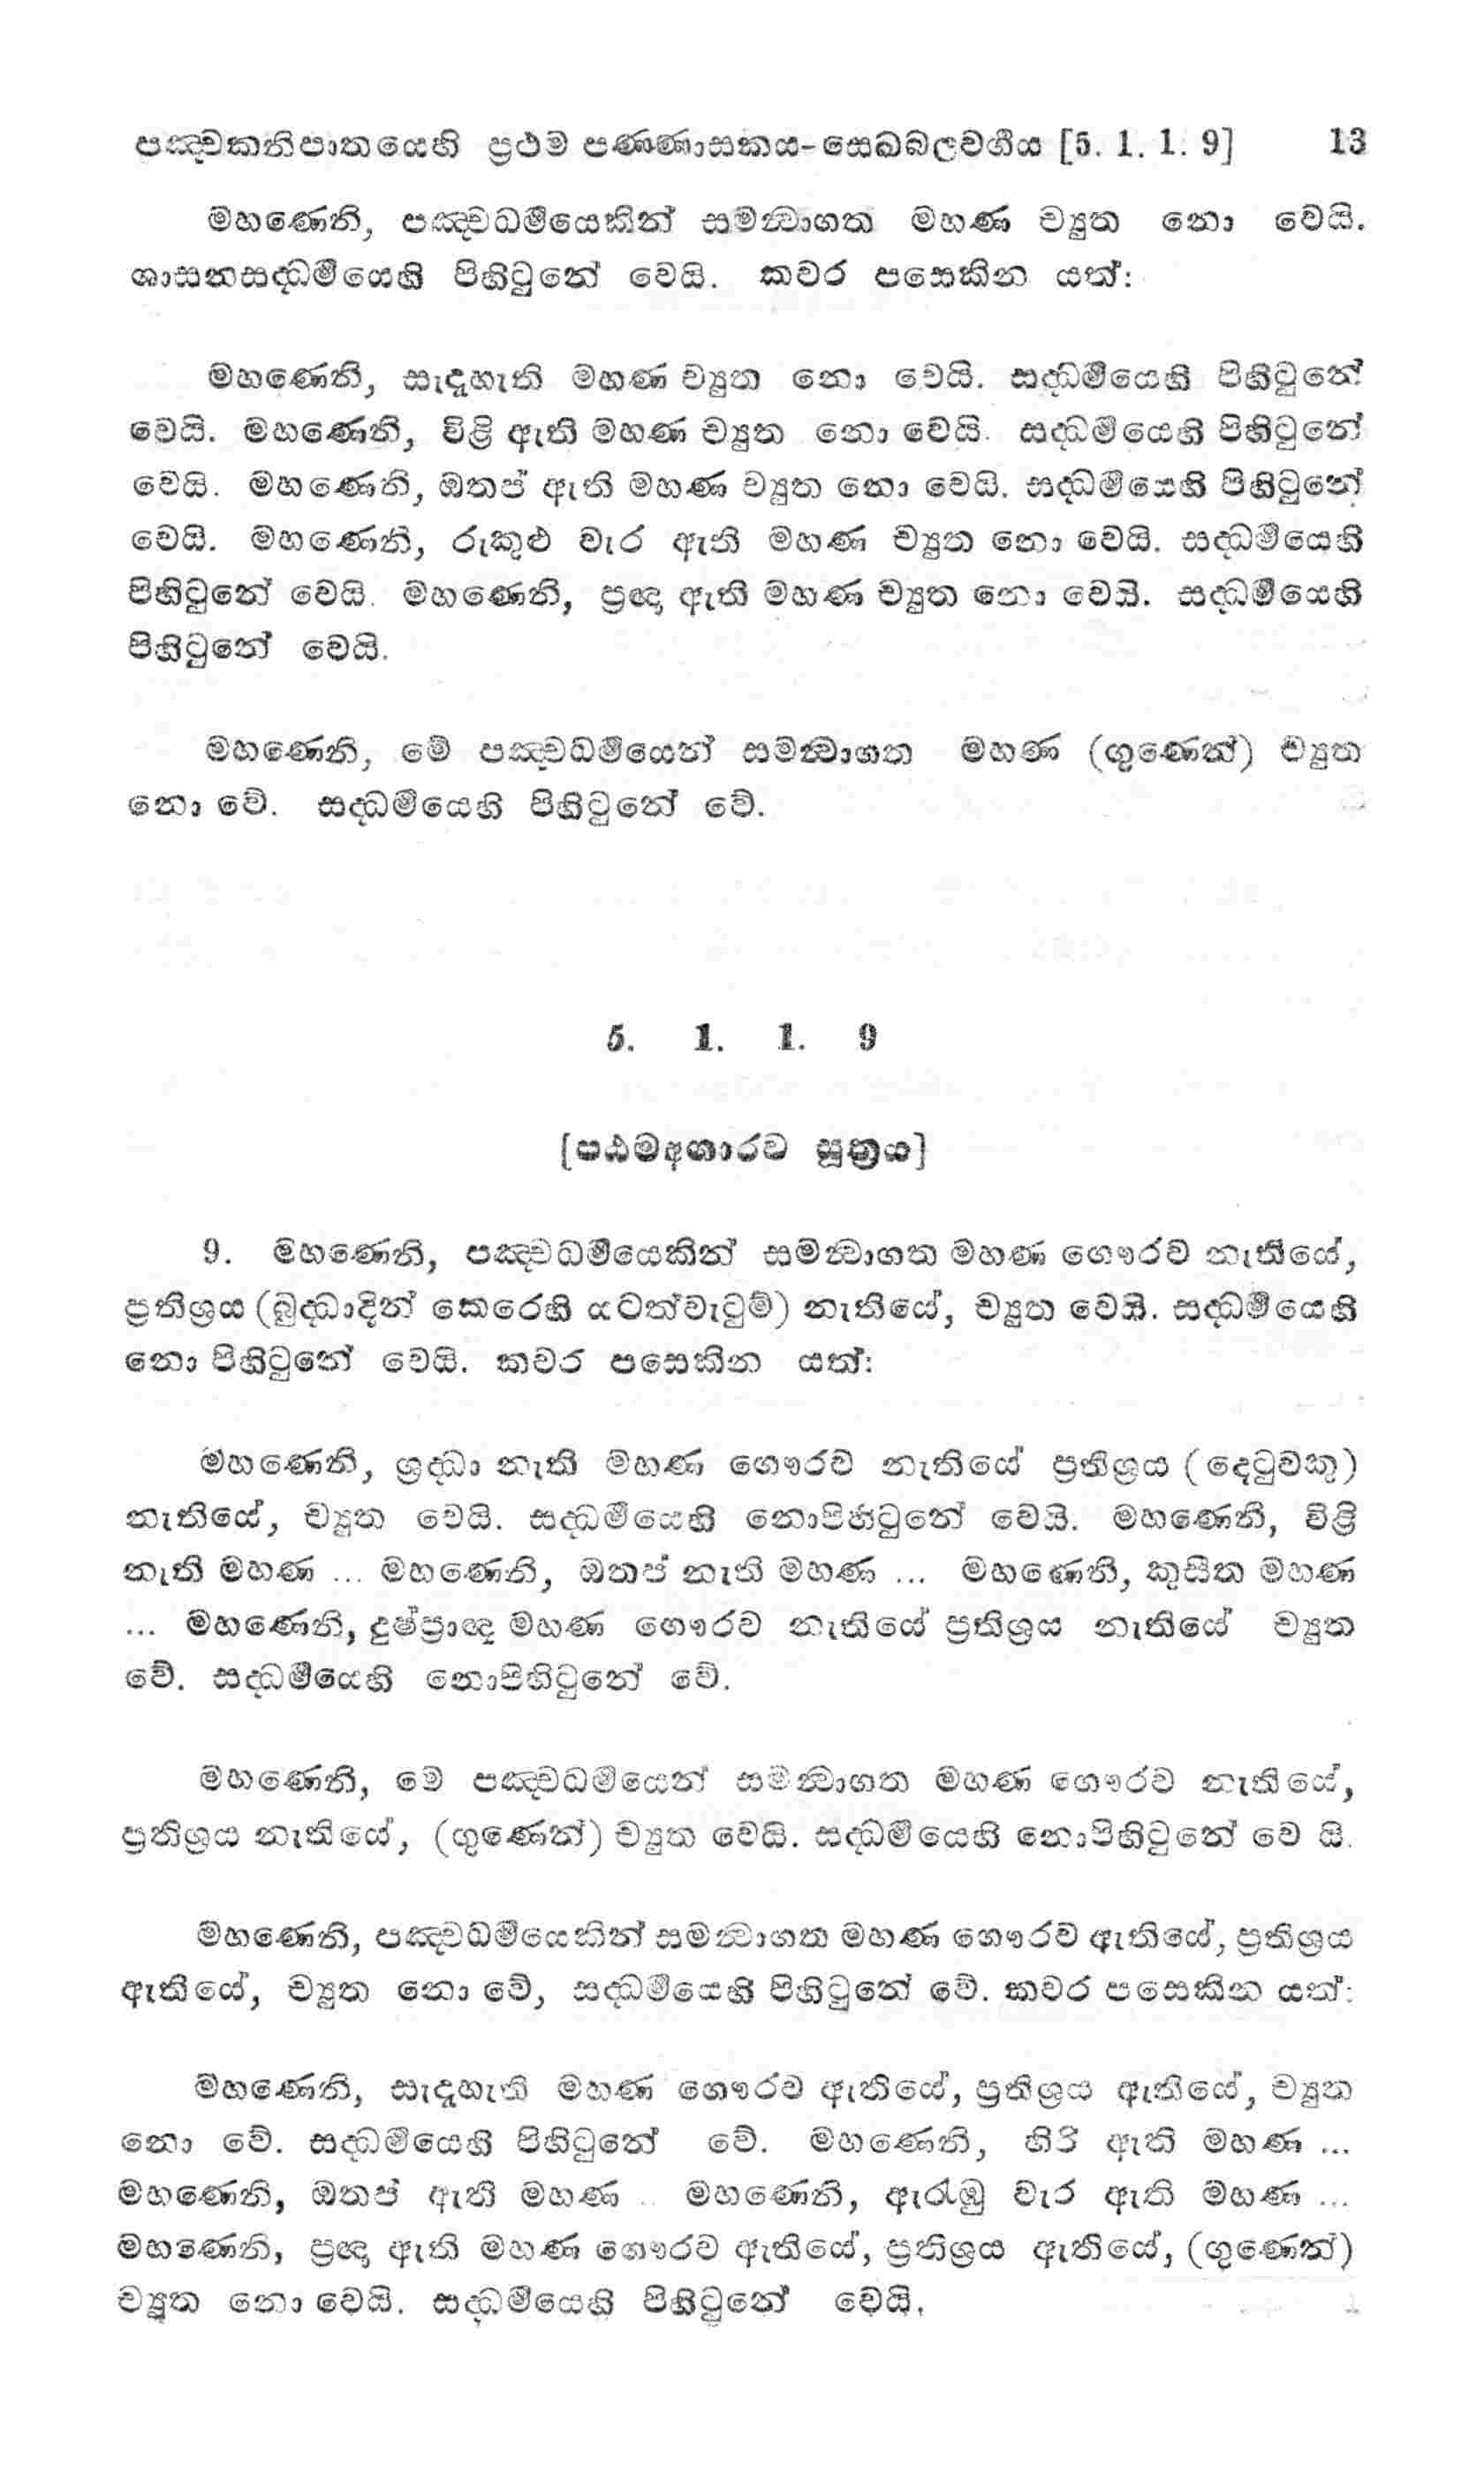 පඤ්චකනිපාතයෙහි ප්‍රථම පණ්ණාසකය-සෙඛබලවර්ගය [5. 1. 1. 9] 13
මහණෙනි, පඤ්චධර්මයෙකින් සමන්වාගත මහණ ච්‍යුත නො වෙයි.
ශාසනසද්ධර්මයෙහි පිහිටුනේ වෙයි. කවර පසෙකින යත්:
මහණෙනි, සැදෑහැති මහණ ච්‍යුත නො වෙයි. සද්ධර්මයෙහි පිහිටුනේ
වෙයි. මහණෙනි, විළි ඇති මහණ ච්‍යුත නො වෙයි. සද්ධර්මයෙහි පිහිටුනේ
වෙයි. මහණෙනි, ඔතප් ඇති මහණ ච්‍යුත නො වෙයි. සද්ධර්මයෙහි පිහිටුනේ
වෙයි. මහණෙනි, රුකුළු වැර ඇති මහණ ච්‍යුත නො වෙයි. සද්ධර්මයෙහි
පිහිටුනේ වෙයි. මහණෙනි, ප්‍රඥා ඇති මහණ ච්‍යුත නො වෙයි. සද්ධර්මයෙහි
පිහිටුනේ වෙයි.
මහණෙනි, මේ පඤ්චධර්මයෙන් සමන්වාගත මහණ (ගුණෙන්) ච්‍යුත
නො වේ. සද්ධර්මයෙහි පිහිටුනේ වේ.
5. 1. 1. 9
[පඨමඅගාරව සූත්‍රය]
9. මහණෙනි, පඤ්චධර්මයෙකින් සමන්වාගත මහණ ගෞරව නැතියේ,
ප්‍රතිශ්‍රය (බුද්ධාදින් කෙරෙහි යටත්වැටුම්) නැතියේ, ච්‍යුත වෙයි. සද්ධර්මයෙහි
නො පිහිටුනේ වෙයි. කවර පසෙකින යත්:
මහණෙනි, ශ්‍රද්ධා නැති මහණ ගෞරව නැතියේ ප්‍රතිශ්‍රය (දෙටුවකු)
නැතියේ, ච්‍යුත වෙයි. සද්ධර්මයෙහි නොපිහිටුනේ වෙයි. මහණෙනි, විළි
නැති මහණ ... මහණෙනි, ඔතප් නැති මහණ ... මහණෙනි, කුසීත මහණ
... මහණෙනි, දුෂ්ප්‍රාඥ මහණ ගෞරව නැතියේ ප්‍රතිශ්‍රය නැතියේ ච්‍යුත
වේ. සද්ධර්මයෙහි නොපිහිටුනේ වේ.
මහණෙනි, මෙ පඤ්චධර්මයෙන් සමන්වාගත මහණ ගෞරව නැතියේ,
ප්‍රතිශ්‍රය නැතියේ, (ගුණෙන්) ච්‍යුත වෙයි. සද්ධර්මයෙහි නොපිහිටුනේ වෙ යි.
මහණෙනි, පඤ්චධර්මයෙකින් සමන්වාගත මහණ ගෞරව ඇතියේ, ප්‍රතිශ්‍රය
ඇතියේ, ච්‍යුත නො වේ, සද්ධර්මයෙහි පිහිටුනේ වේ. කවර පසෙකින යත්:
මහණෙනි, සැදෑහැති මහණ ගෞරව ඇතියේ, ප්‍රතිශ්‍රය ඇතියේ, ච්‍යුත
නො වේ. සද්ධර්මයෙහි පිහිටුනේ වේ. මහණෙනි, හිරි ඇති මහණ ...
මහණෙනි, ඔතප් ඇති මහණ .. මහණෙනි, ඇරැඹූ වැර ඇති මහණ ...
මහණෙනි, ප්‍රඥා ඇති මහණ ගෞරව ඇතියේ, ප්‍රතිශ්‍රය ඇතියේ, (ගුණෙන්)
ච්‍යුත නො වෙයි. සද්ධර්මයෙහි පිහිටුනේ වෙයි.